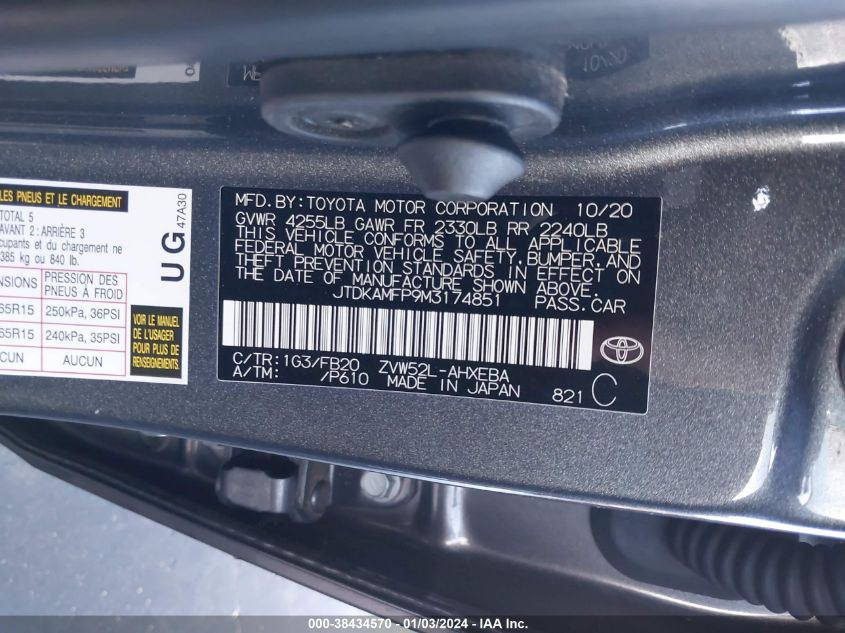 LES PNEUS ET LE CHARGEMENT
TOTAL 5
AVANT 2 : ARRIÈRE 3
cupants et du chargement ne
385 kg ou 840 lb.
ENSIONS PRESSION DES PNEUS À FROID
65R15 250kPa, 36PSI
65R15 240kPa, 35PSI
CUN AUCUN
VOIR LE MANUEL
DE L'USAGER
POUR PLUS DE
RENSEIGNEMENTS.
UG
47A30
MFD.BY:TOYOTA MOTOR CORPORATION 10/20
GVWR 4255LB GAWR FR 2330LB RR 2240LB
THIS VEHICLE CONFORMS TO ALL APPLICABLE
FEDERAL MOTOR VEHICLE SAFETY,BUMPER,AND
THEFT PREVENTION STANDARDS IN EFFECT ON
THE DATE OF MANUFACTURE SHOWN ABOVE.
JTDKAMFP9M3174851 PASS.CAR
C/TR:1G3/FB20 ZVW52L-AHXEBA
A/TM: /P610 MADE IN JAPAN 821 C
000-38434570 - 01/03/2024 - IAA Inc.